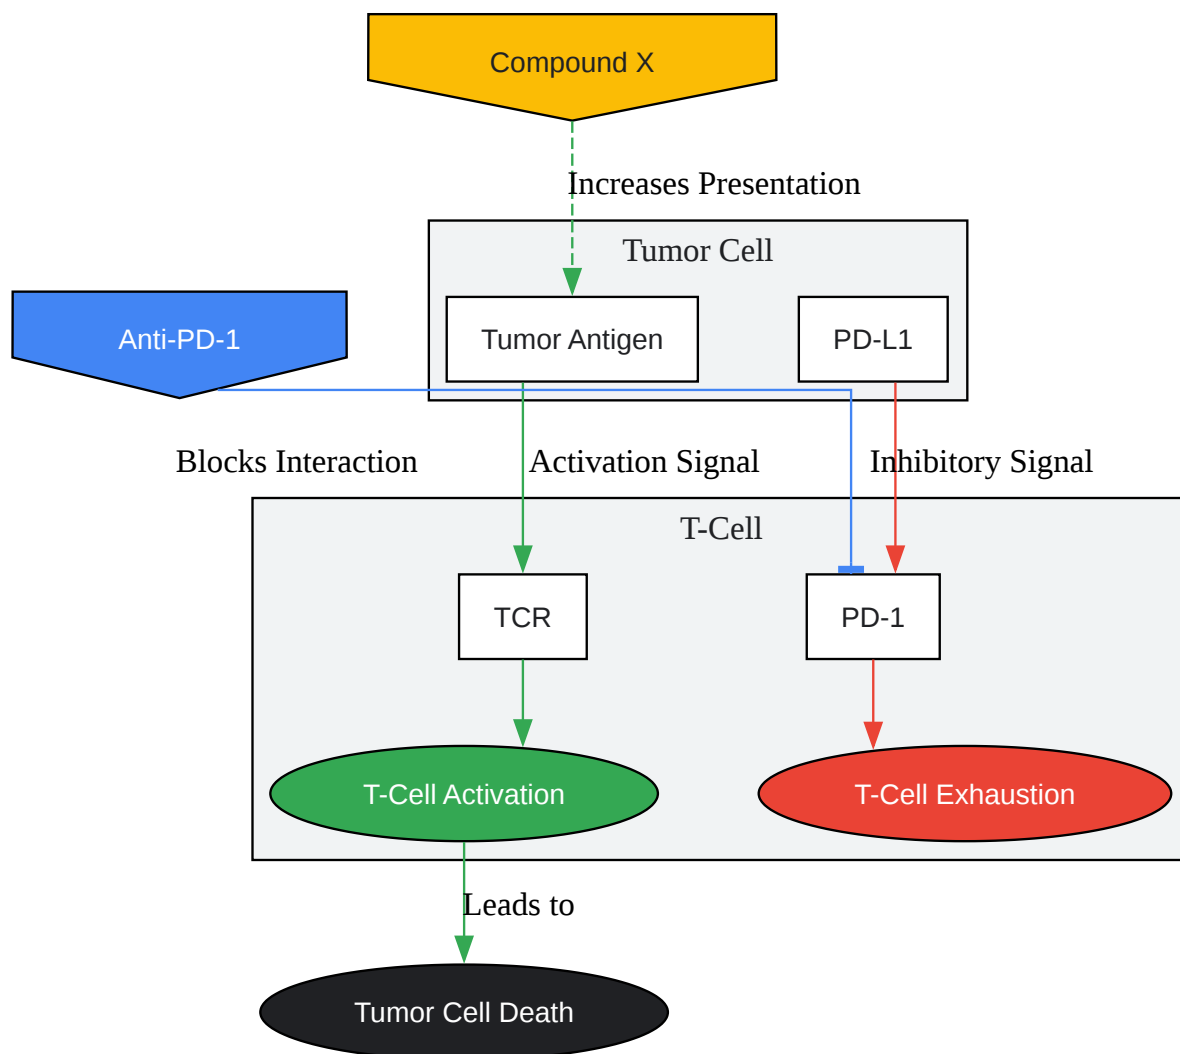 Compound X
Increases Presentation
Tumor Cell
Anti-PD-1
Tumor Antigen
PD-L1
Blocks Interaction
Activation Signal
Inhibitory Signal
T-Cell
TCR
PD-1
T-Cell Activation
T-Cell Exhaustion
Leads to
Tumor Cell Death